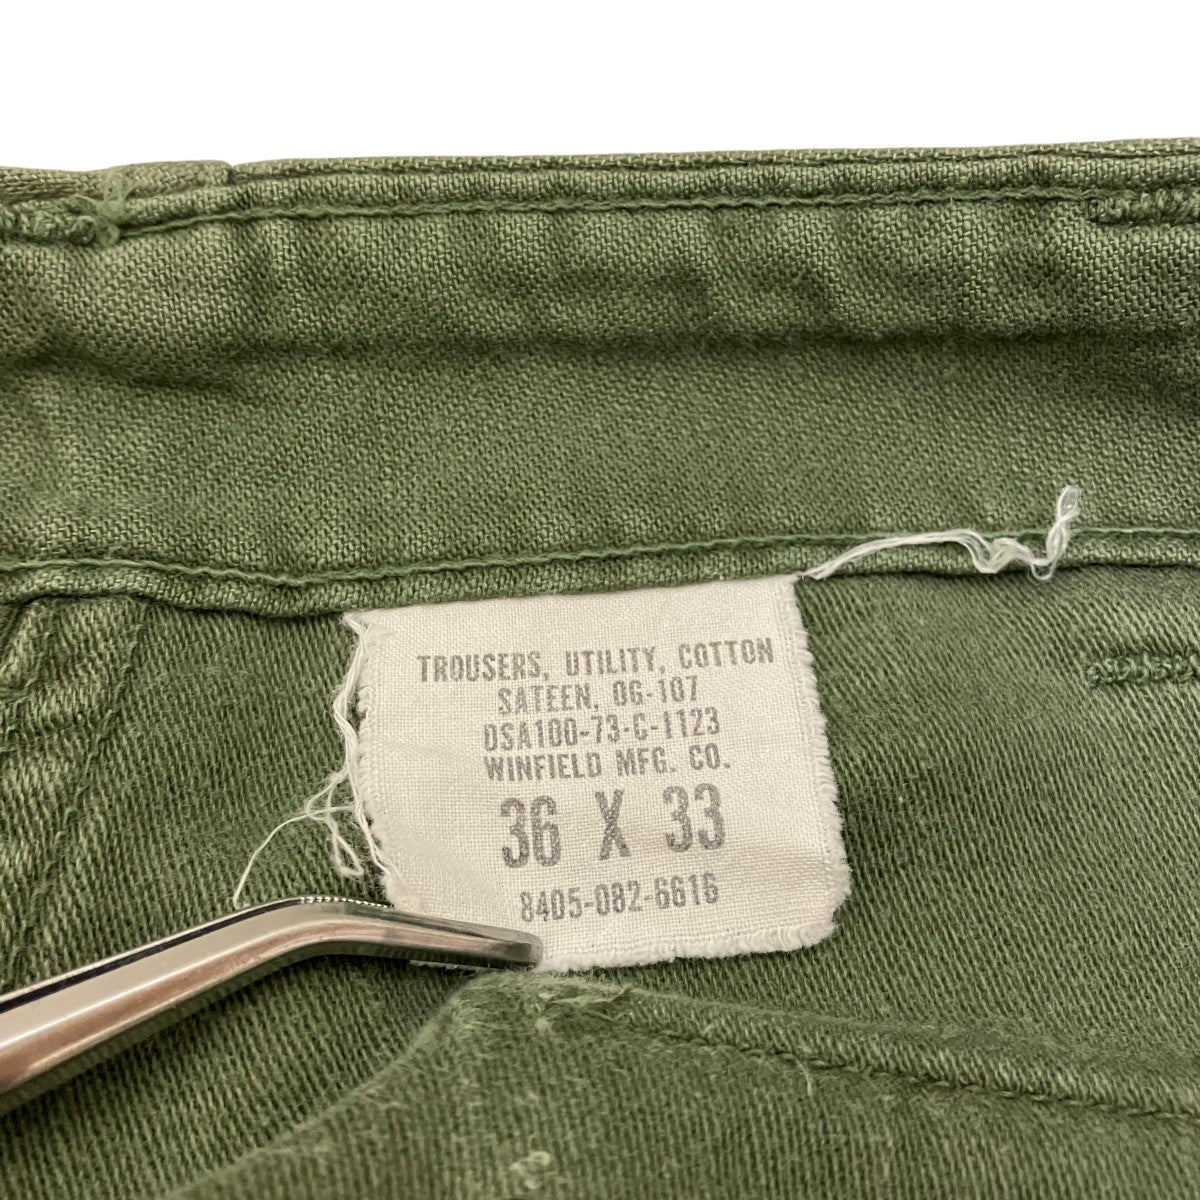 TROUSERS, UTILITY, COTTON
SATEEN, OG-107
DSA100-73-C-1123
WINFIELD MFG. CO.
36 X 33
8405-082-6616